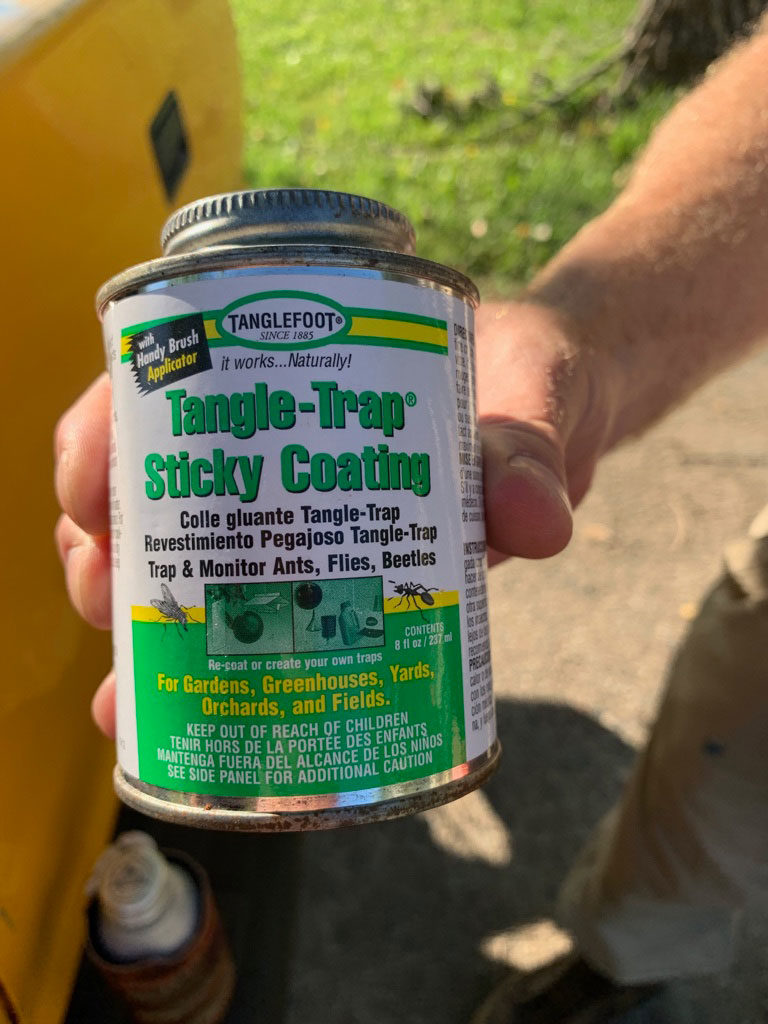 TANGLEFOOT®
SINCE 1885
with
Handy Brush
Applicator
it works...Naturally!
Tangle-Trap®
Sticky Coating
Colle gluante Tangle-Trap
Revestimiento Pegajoso Tangle-Trap
Trap & Monitor Ants, Flies, Beetles
CONTENTS
8 fl oz / 237 ml
Re-coat or create your own traps
For Gardens, Greenhouses, Yards,
Orchards, and Fields.
KEEP OUT OF REACH OF CHILDREN
TENIR HORS DE LA PORTÉE DES ENFANTS
MANTENGA FUERA DEL ALCANCE DE LOS NIÑOS
SEE SIDE PANEL FOR ADDITIONAL CAUTION